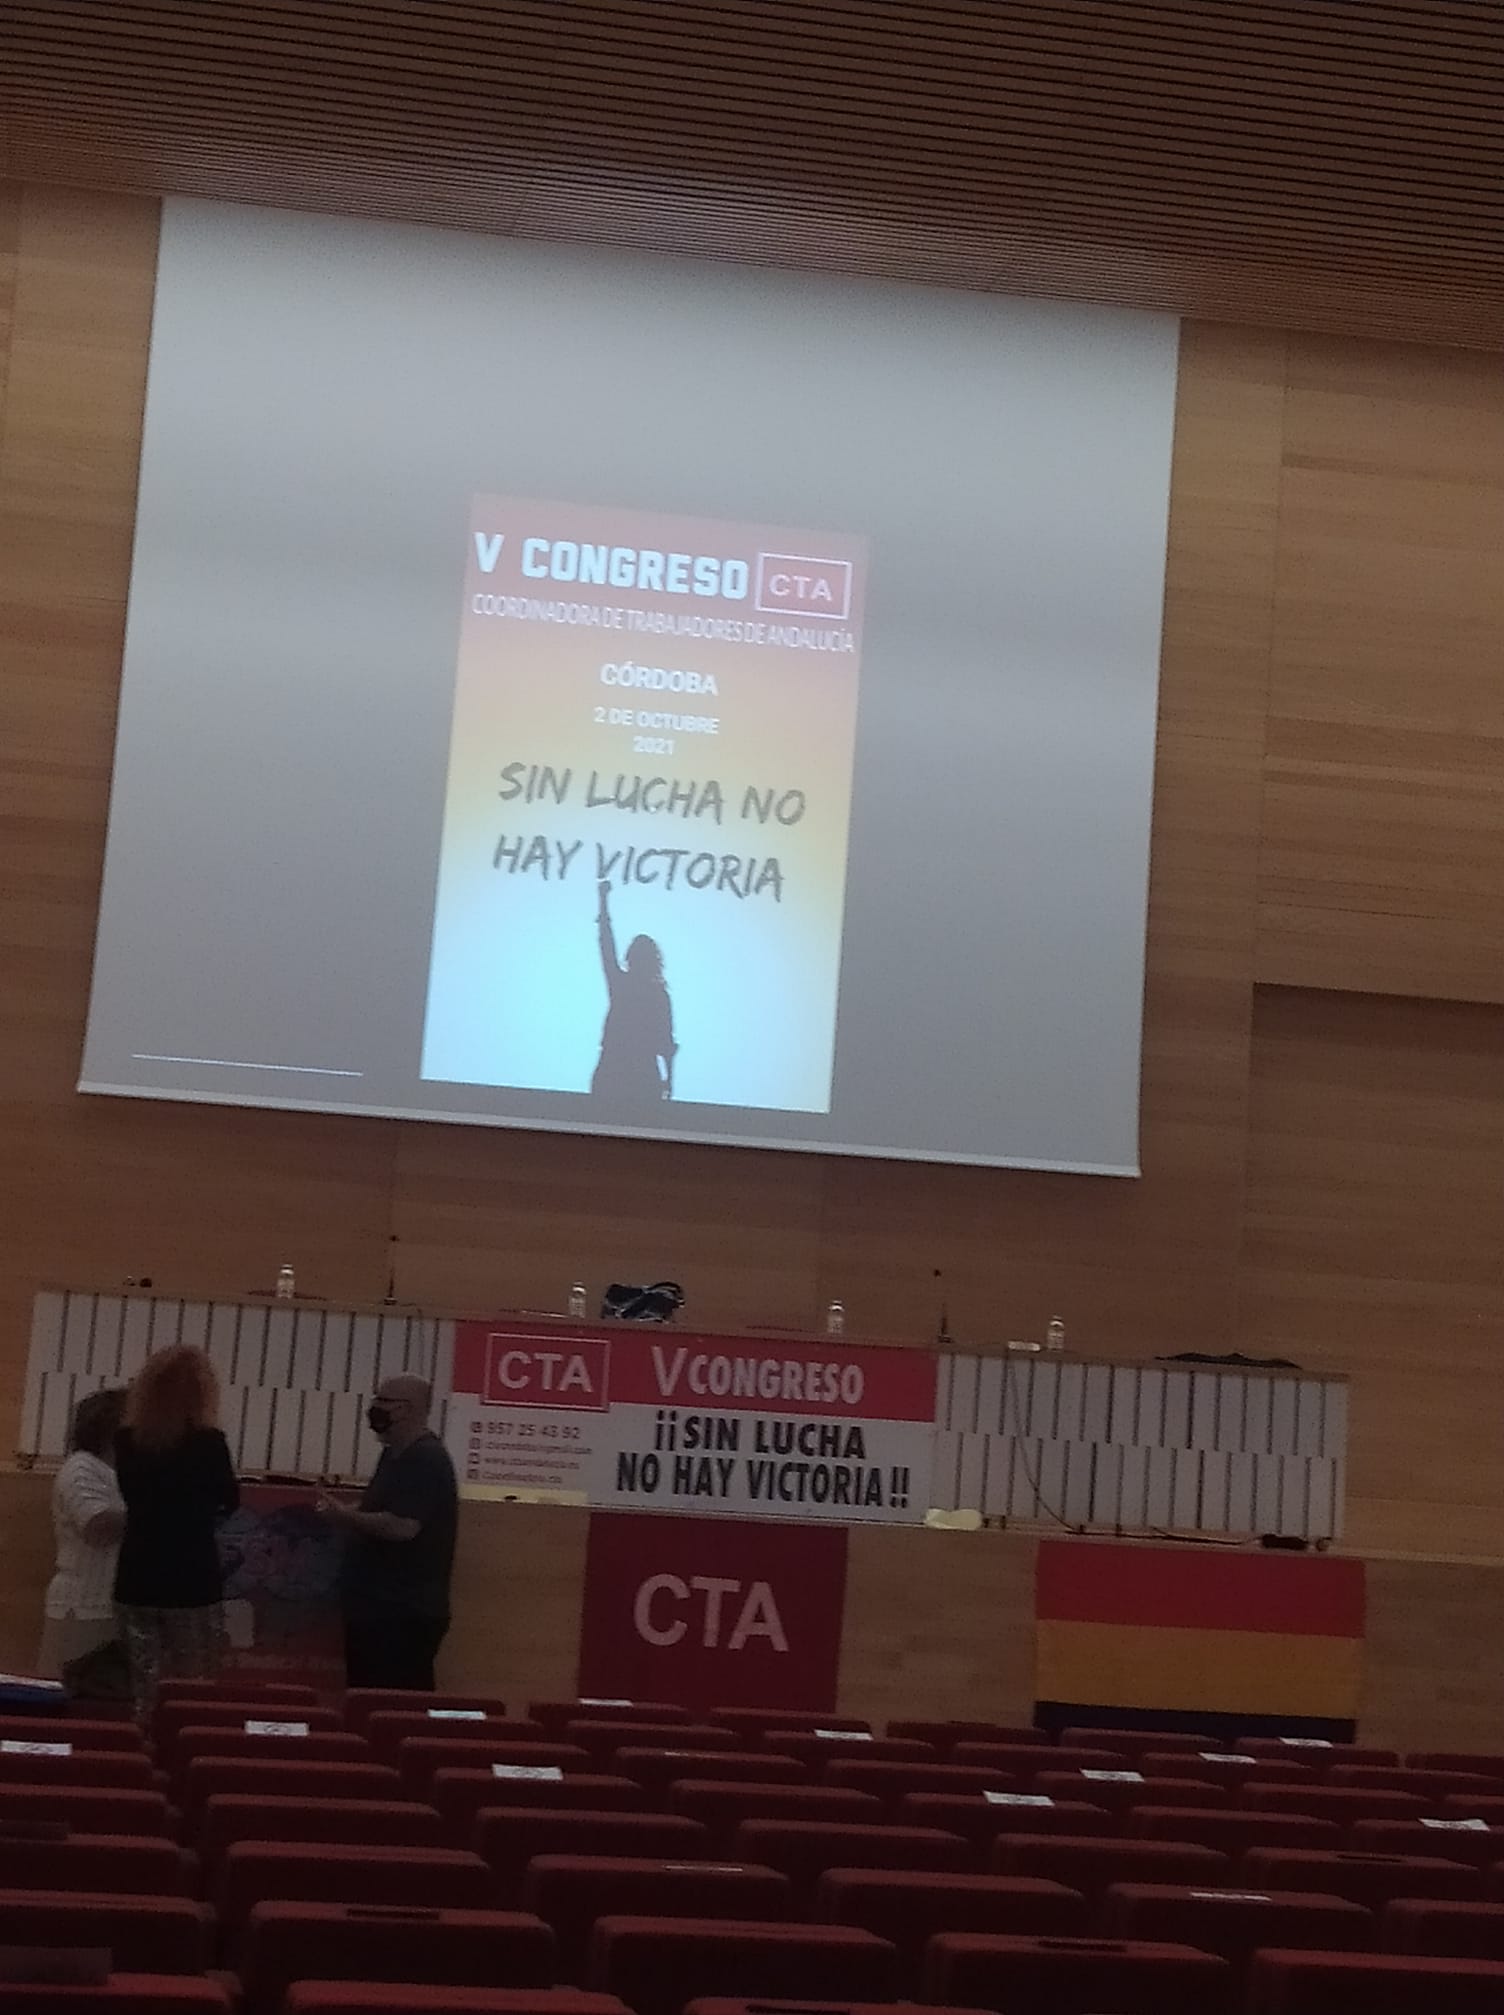 V CONGRESO CTA
COORDINADORA DE TRABAJADORES DE ANDALUCÍA
CÓRDOBA
2 DE OCTUBRE
2021
SIN LUCHA NO
HAY VICTORIA
CTA V CONGRESO
957 25 43 92
¡¡SIN LUCHA
NO HAY VICTORIA!!
CTA